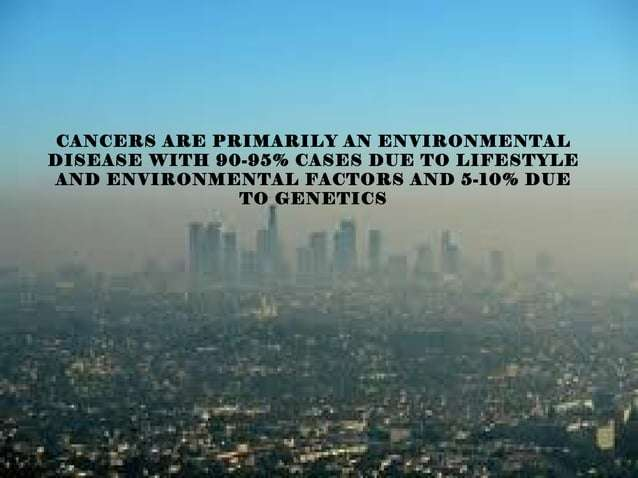 CANCERS ARE PRIMARILY AN ENVIRONMENTAL
DISEASE WITH 90-95% CASES DUE TO LIFESTYLE
AND ENVIRONMENTAL FACTORS AND 5-10% DUE
TO GENETICS